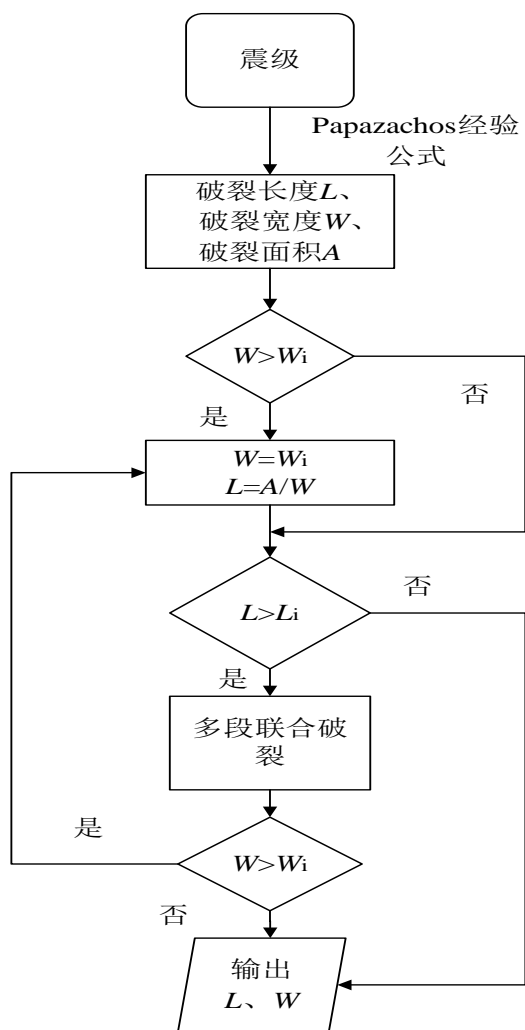 震级
Papazachos经验
公式
破裂长度L、
破裂宽度W、
破裂面积A
W>Wi
否
是
W=Wi
L=A/W
否
L>Li
是
多段联合破
裂
是
W>Wi
否
输出
L、W